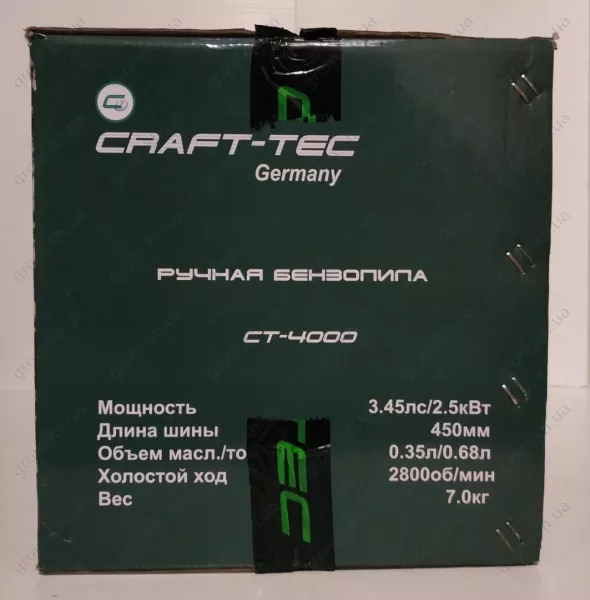 CRAFT-TEC
Germany
РУЧНАЯ БЕНЗОПИЛА
CT-4000
Мощность 3.45лс/2.5кВт
Длина шины 450мм
Объем масл./то 0.35л/0.68л
Холостой ход 2800об/мин
Вес 7.0кг
TEC